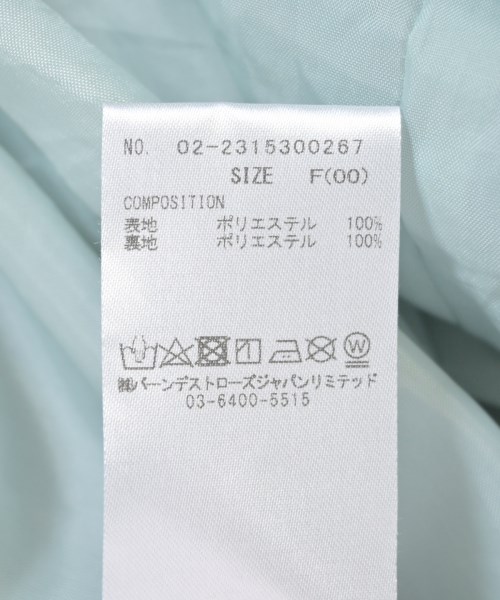 NO. 02-2315300267
SIZE F(00)
COMPOSITION
表地 ポリエステル 100%
裏地 ポリエステル 100%
㈱バーンデストローズジャパンリミテッド
03-6400-5515